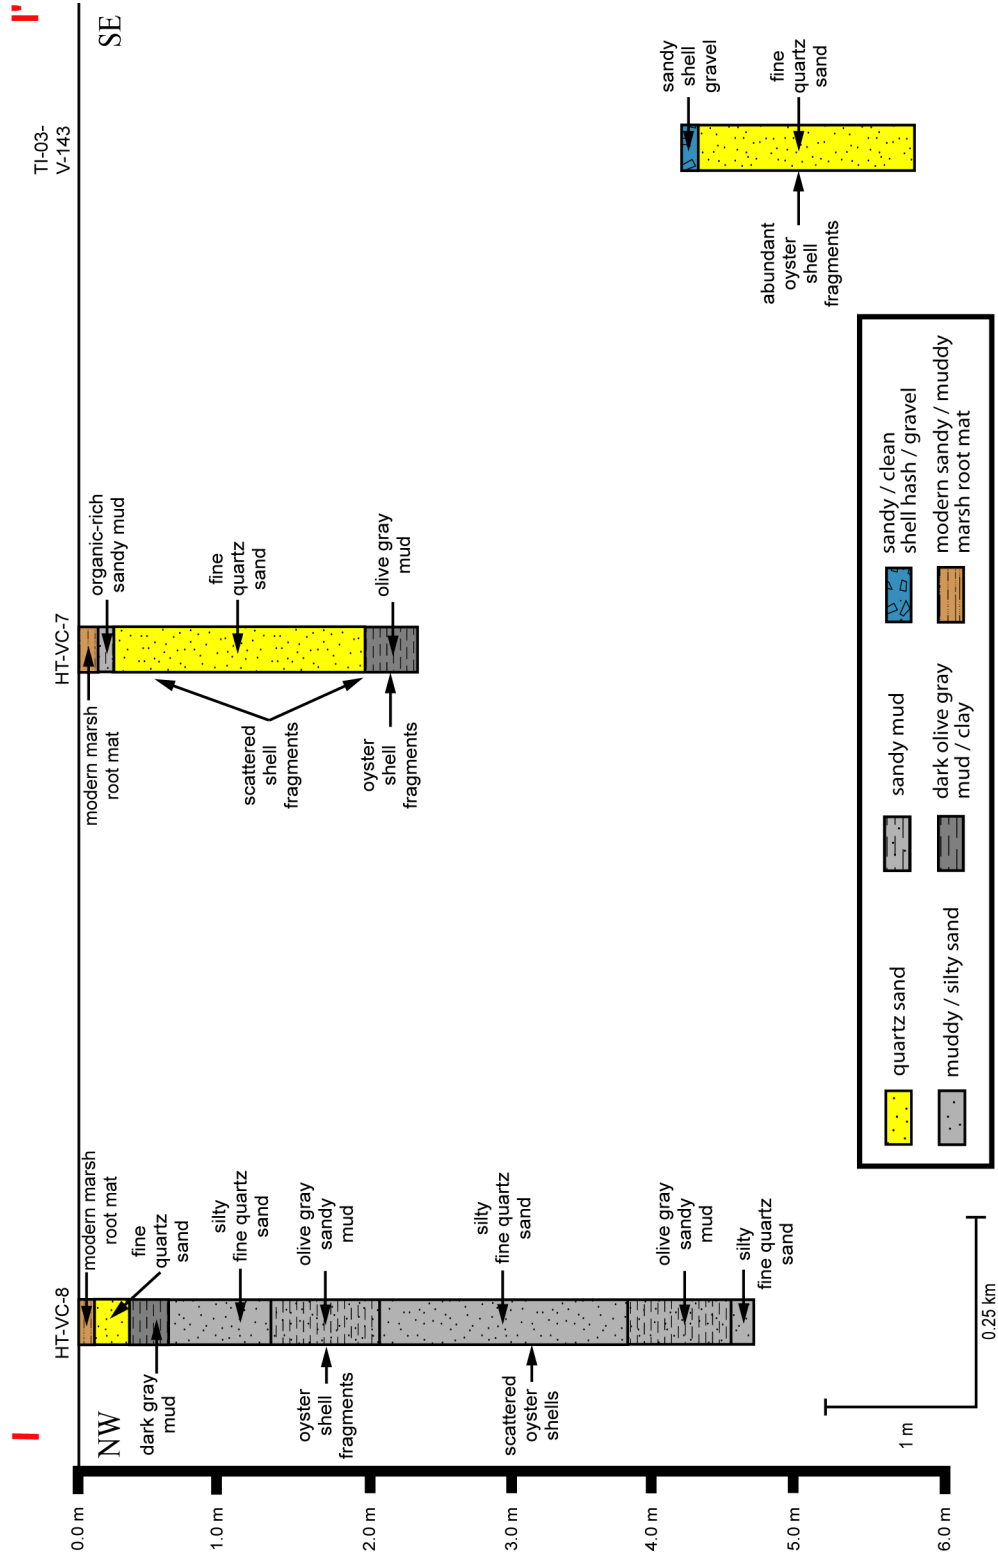 I
I'
NW
SE
HT-VC-8
HT-VC-7
TI-03-
V-143
0.0 m
1.0 m
2.0 m
3.0 m
4.0 m
5.0 m
6.0 m
modern marsh
root mat
fine
quartz
sand
dark gray
mud
silty
fine quartz
sand
olive gray
sandy
mud
oyster
shell
fragments
silty
fine quartz
sand
scattered
oyster
shells
olive gray
sandy
mud
silty
fine quartz
sand
modern marsh
root mat
organic-rich
sandy mud
fine
quartz
sand
scattered
shell
fragments
olive gray
mud
oyster
shell
fragments
sandy
shell
gravel
fine
quartz
sand
abundant
oyster
shell
fragments
1 m
0.25 km
quartz sand
sandy mud
sandy / clean
shell hash / gravel
muddy / silty sand
dark olive gray
mud / clay
modern sandy / muddy
marsh root mat